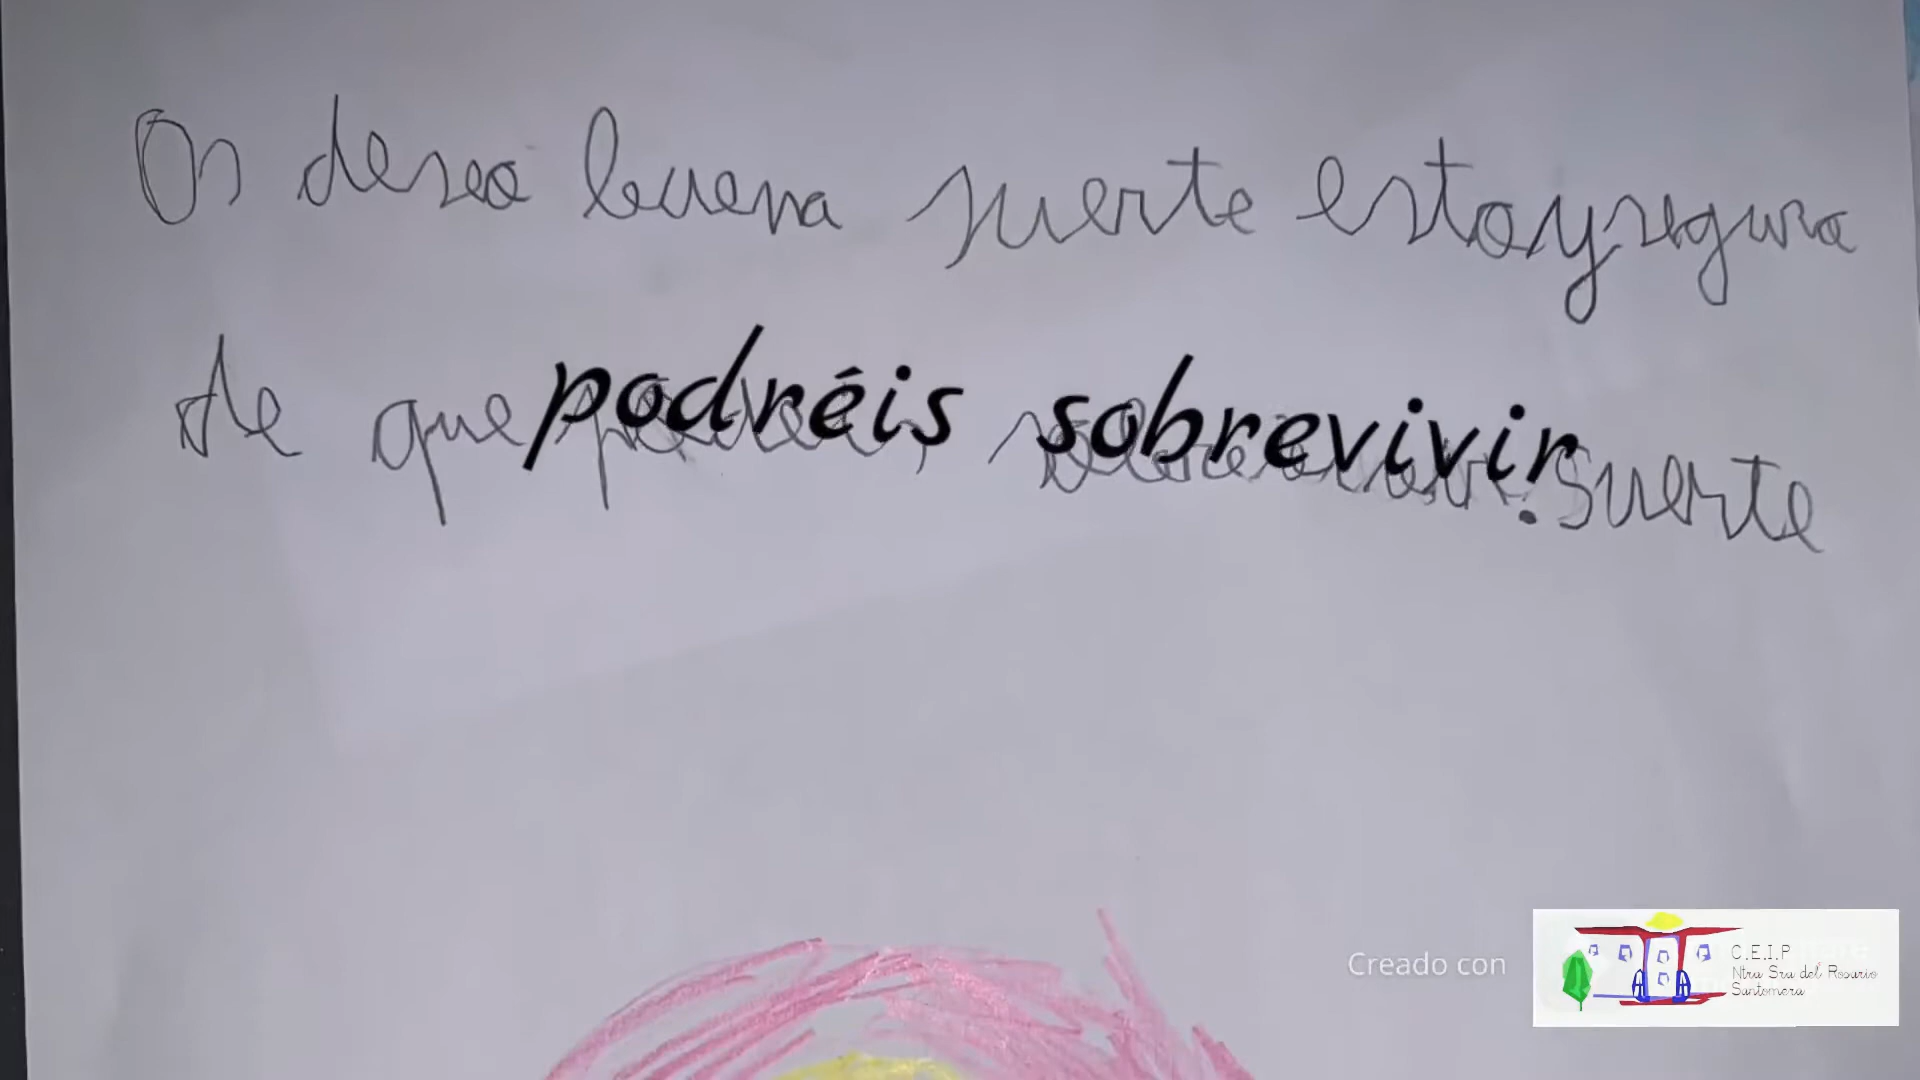 Os deseo buena suerte estoy segura
de que podréis sobrevivir. Suerte
Creado con
C.E.I.P
Ntra Sra del Rosario
Santomera